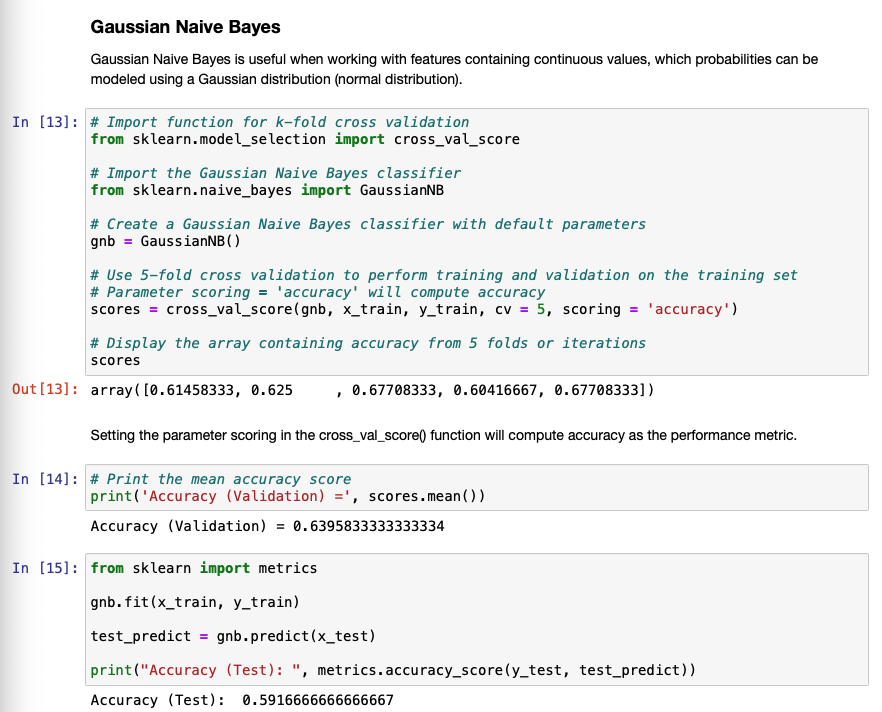 Gaussian Naive Bayes
Gaussian Naive Bayes is useful when working with features containing continuous values, which probabilities can be
modeled using a Gaussian distribution (normal distribution).
In [13]: # Import function for k-fold cross validation
from sklearn.model_selection import cross_val_score
# Import the Gaussian Naive Bayes classifier
from sklearn.naive_bayes import GaussianNB
# Create a Gaussian Naive Bayes classifier with default parameters
gnb = GaussianNB()
# Use 5-fold cross validation to perform training and validation on the training set
# Parameter scoring = 'accuracy' will compute accuracy
scores = cross_val_score(gnb, x_train, y_train, cv = 5, scoring = 'accuracy')
# Display the array containing accuracy from 5 folds or iterations
scores
Out[13]: array([0.61458333, 0.625     , 0.67708333, 0.60416667, 0.67708333])
Setting the parameter scoring in the cross_val_score() function will compute accuracy as the performance metric.
In [14]: # Print the mean accuracy score
print('Accuracy (Validation) =', scores.mean())
Accuracy (Validation) = 0.6395833333333334
In [15]: from sklearn import metrics
gnb.fit(x_train, y_train)
test_predict = gnb.predict(x_test)
print("Accuracy (Test): ", metrics.accuracy_score(y_test, test_predict))
Accuracy (Test):  0.5916666666666667